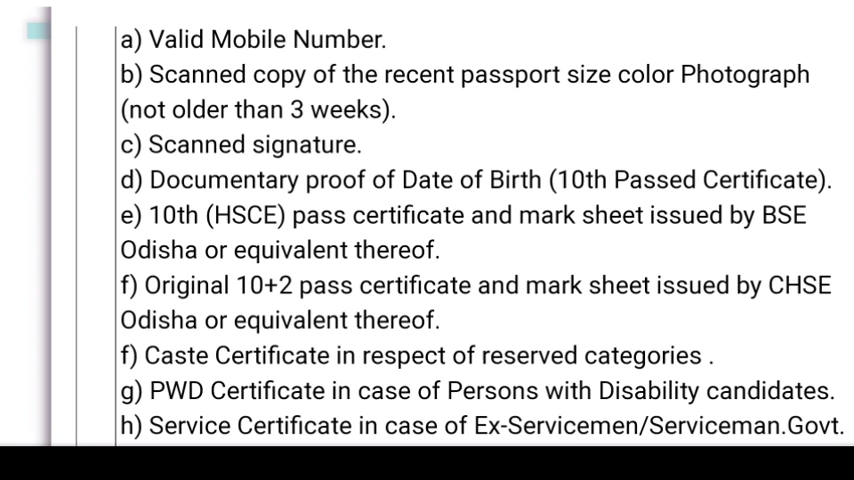 a) Valid Mobile Number.
b) Scanned copy of the recent passport size color Photograph
(not older than 3 weeks).
c) Scanned signature.
d) Documentary proof of Date of Birth (10th Passed Certificate).
e) 10th (HSCE) pass certificate and mark sheet issued by BSE
Odisha or equivalent thereof.
f) Original 10+2 pass certificate and mark sheet issued by CHSE
Odisha or equivalent thereof.
f) Caste Certificate in respect of reserved categories .
g) PWD Certificate in case of Persons with Disability candidates.
h) Service Certificate in case of Ex-Servicemen/Serviceman.Govt.